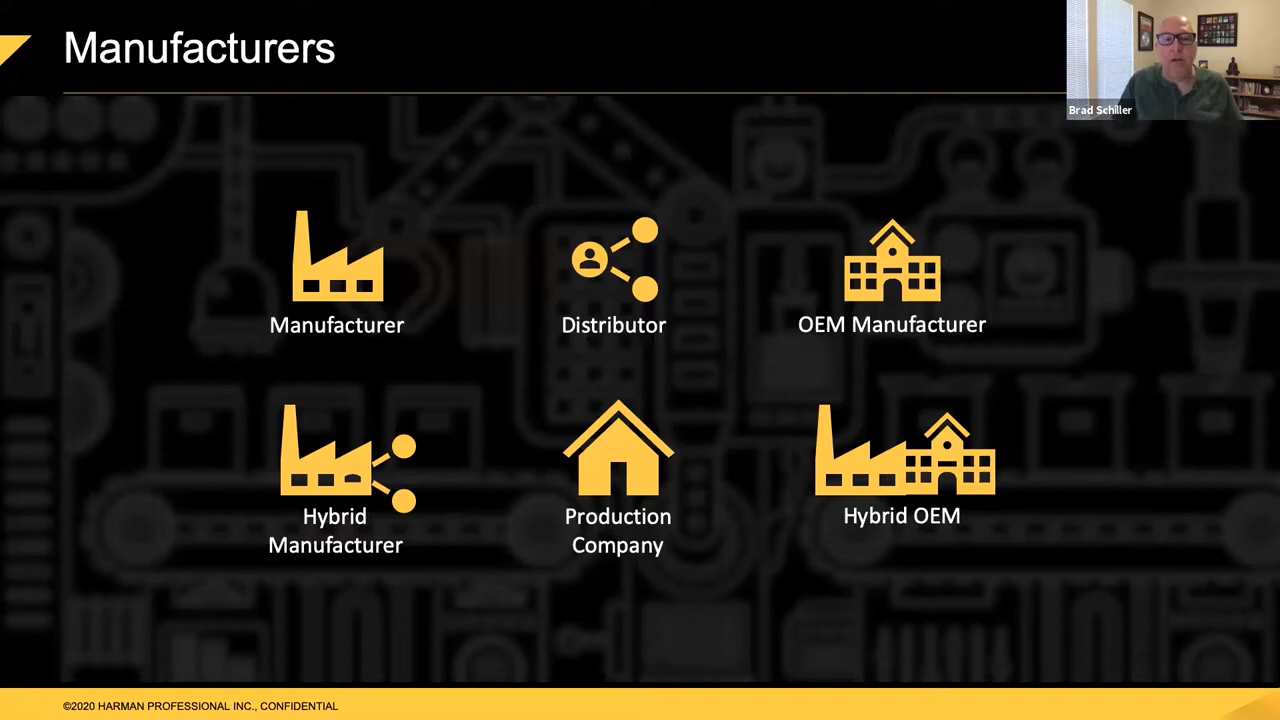 Manufacturers
Brad Schiller
Manufacturer
Distributor
OEM Manufacturer
Hybrid
Manufacturer
Production
Company
Hybrid OEM
©2020 HARMAN PROFESSIONAL INC., CONFIDENTIAL